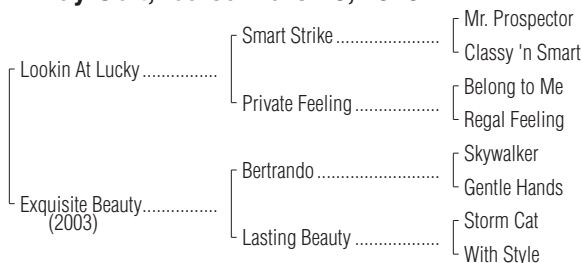 Smart Strike
Mr. Prospector
Classy 'n Smart
Lookin At Lucky
Private Feeling
Belong to Me
Regal Feeling
Bertrando
Skywalker
Gentle Hands
Exquisite Beauty
(2003)
Lasting Beauty
Storm Cat
With Style